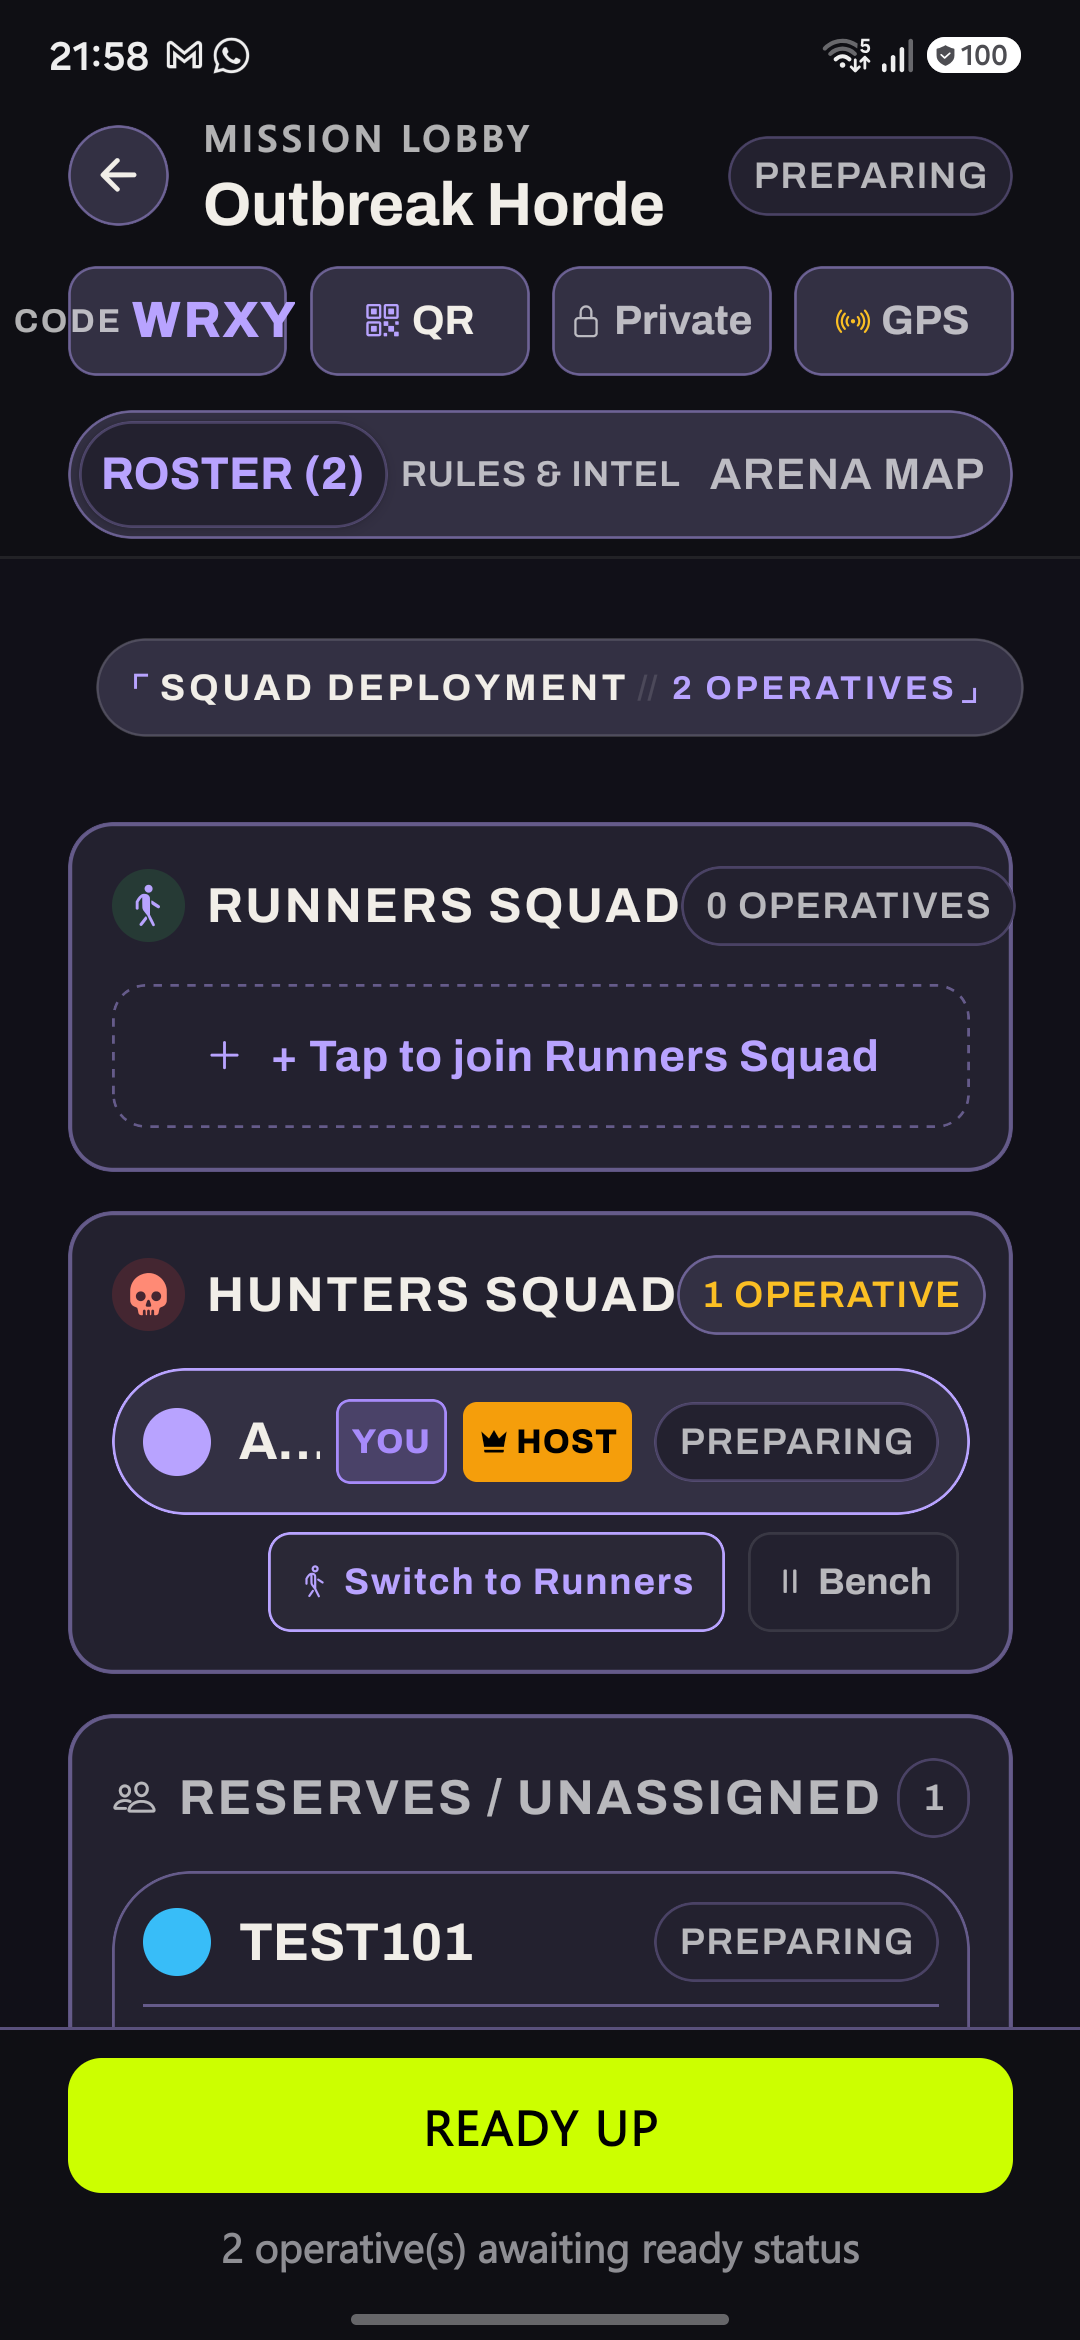 21:58
5
100
MISSION LOBBY
Outbreak Horde
PREPARING
CODE WRXY
QR
Private
GPS
ROSTER (2)
RULES & INTEL
ARENA MAP
SQUAD DEPLOYMENT // 2 OPERATIVES
RUNNERS SQUAD
0 OPERATIVES
+ Tap to join Runners Squad
HUNTERS SQUAD
1 OPERATIVE
A...
YOU
HOST
PREPARING
Switch to Runners
Bench
RESERVES / UNASSIGNED
1
TEST101
PREPARING
READY UP
2 operative(s) awaiting ready status